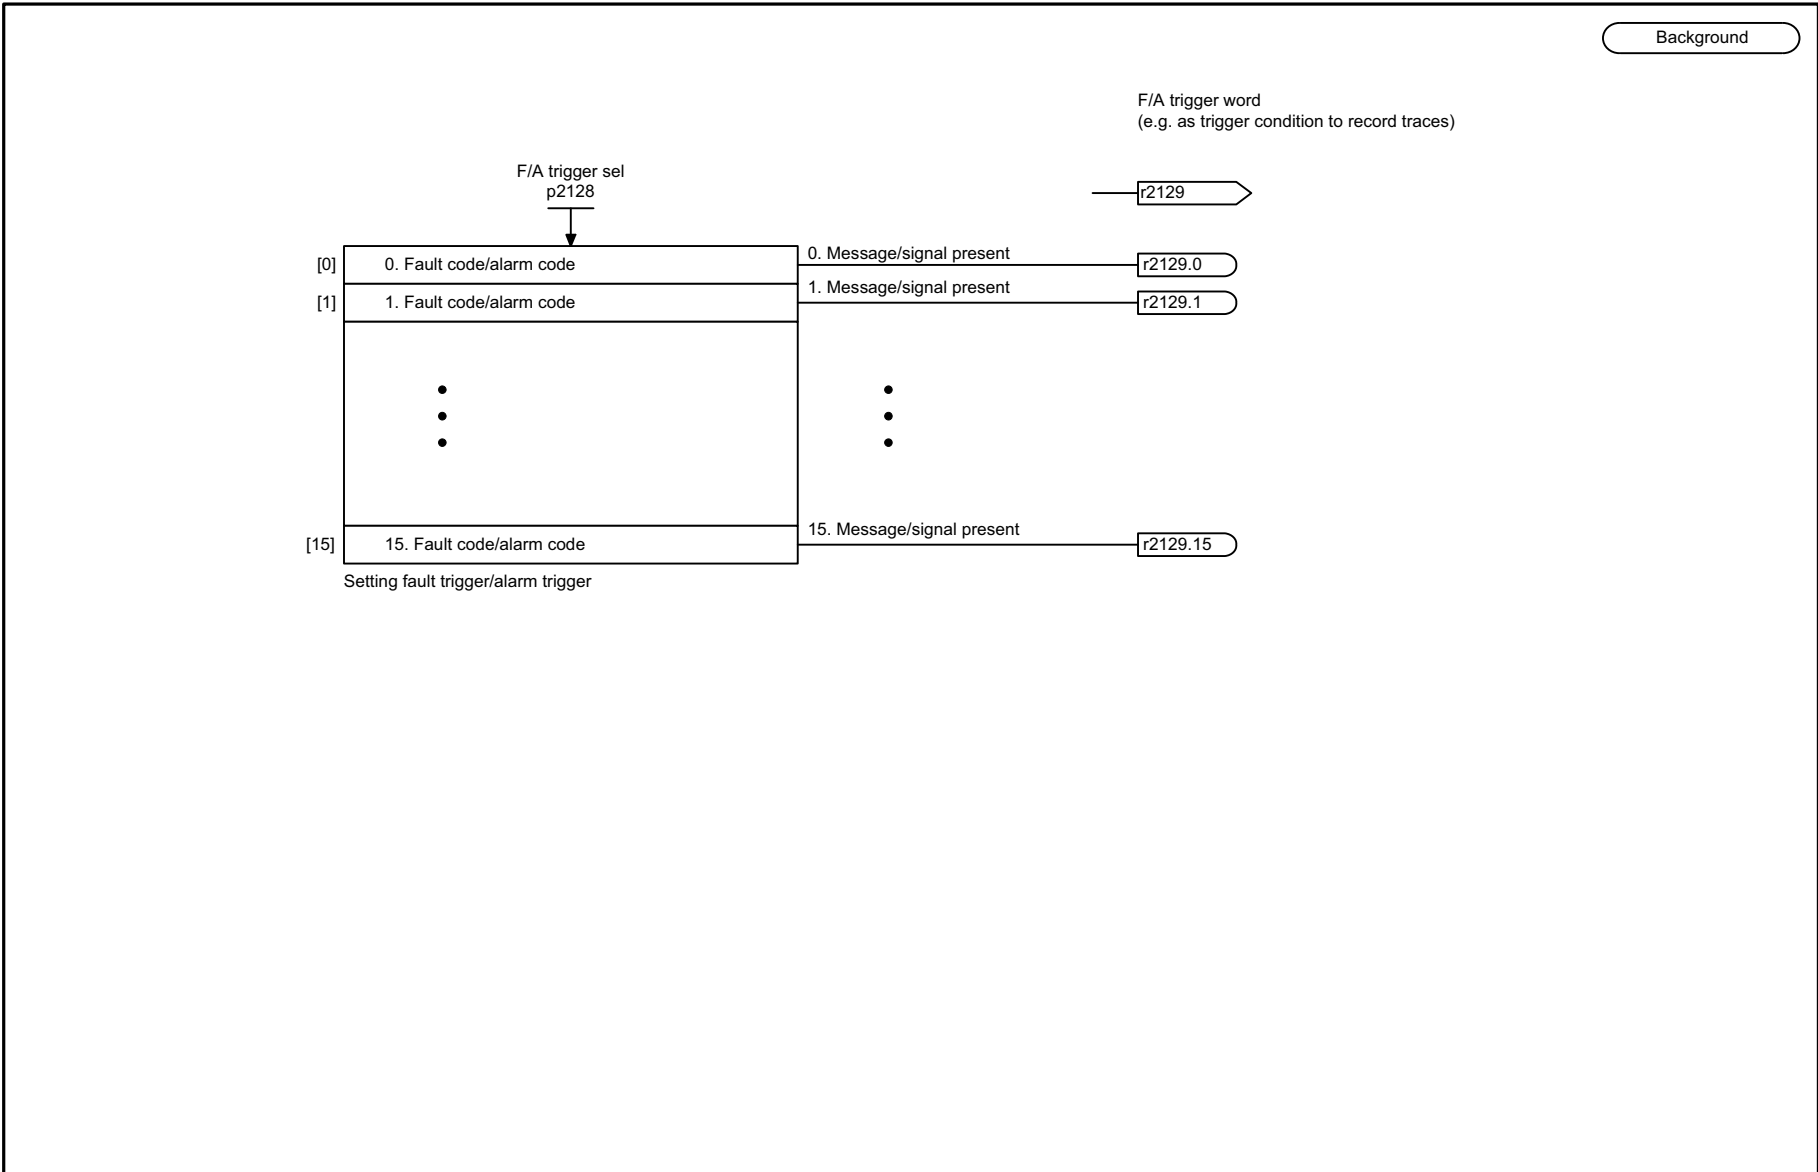 Background
F/A trigger word
(e.g. as trigger condition to record traces)
F/A trigger sel
p2128
r2129
[0]
0. Fault code/alarm code
0. Message/signal present
r2129.0
[1]
1. Fault code/alarm code
1. Message/signal present
r2129.1
[15]
15. Fault code/alarm code
15. Message/signal present
r2129.15
Setting fault trigger/alarm trigger